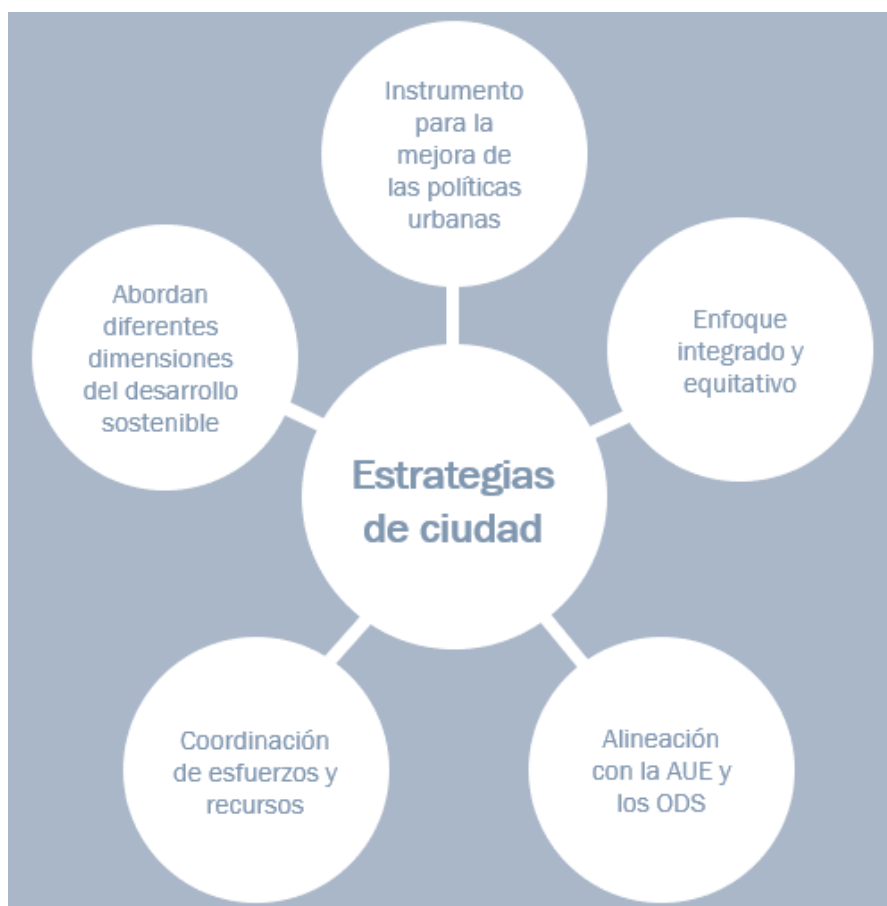 Instrumento
para la
mejora de
las políticas
urbanas
Enfoque
integrado y
equitativo
Abordan
diferentes
dimensiones
del desarrollo
sostenible
Estrategias
de ciudad
Coordinación
de esfuerzos y
recursos
Alineación
con la AUE y
los ODS